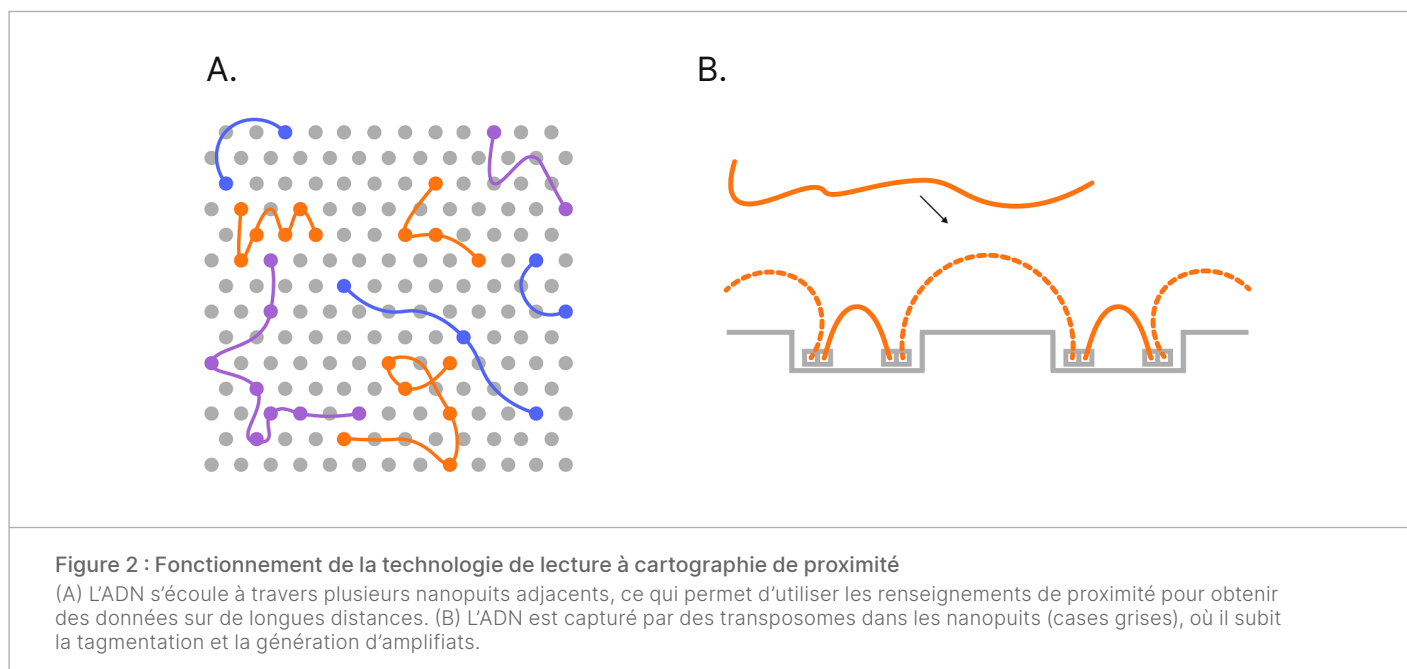 A.
B.
Figure 2 : Fonctionnement de la technologie de lecture à cartographie de proximité
(A) L’ADN s’écoule à travers plusieurs nanopuits adjacents, ce qui permet d’utiliser les renseignements de proximité pour obtenir
des données sur de longues distances. (B) L’ADN est capturé par des transposomes dans les nanopuits (cases grises), où il subit
la tagmentation et la génération d’amplifiats.